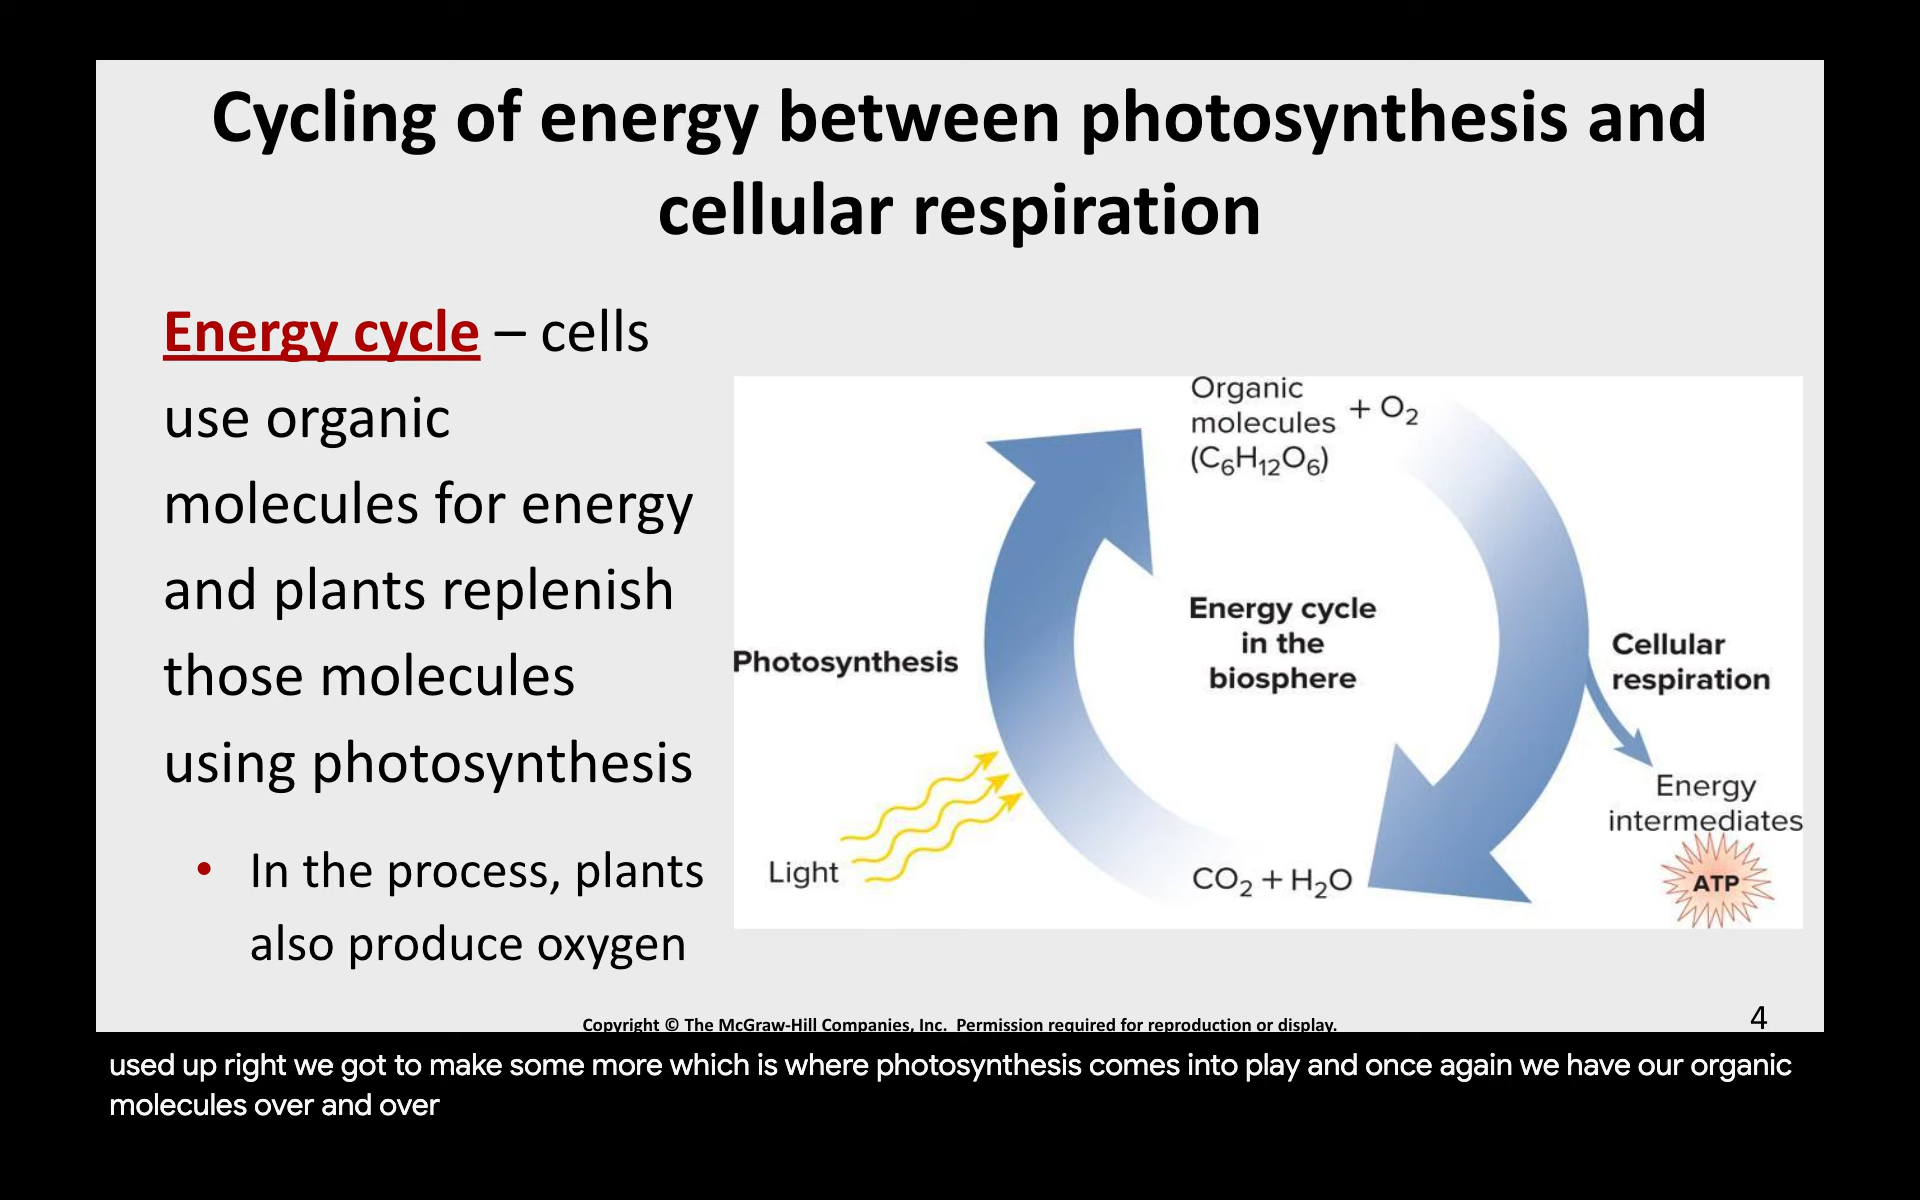 Cycling of energy between photosynthesis and
cellular respiration
Energy cycle – cells
use organic
molecules for energy
and plants replenish
those molecules
using photosynthesis
• In the process, plants
also produce oxygen
Organic
molecules + O₂
(C₆H₁₂O₆)
Photosynthesis
Energy cycle
in the
biosphere
Cellular
respiration
Energy
intermediates
ATP
Light
CO₂ + H₂O
Copyright © The McGraw-Hill Companies, Inc. Permission required for reproduction or display.
4
used up right we got to make some more which is where photosynthesis comes into play and once again we have our organic
molecules over and over